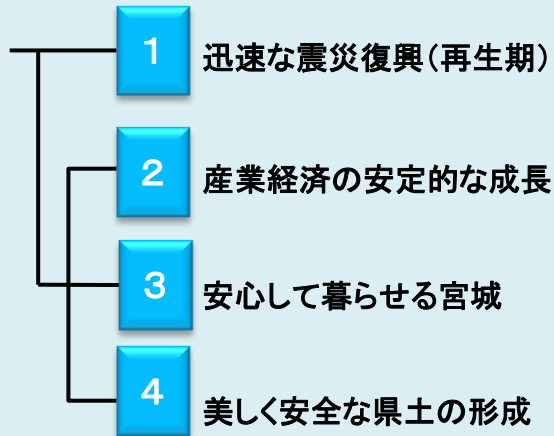 1 迅速な震災復興(再生期)
2 産業経済の安定的な成長
3 安心して暮らせる宮城
4 美しく安全な県土の形成